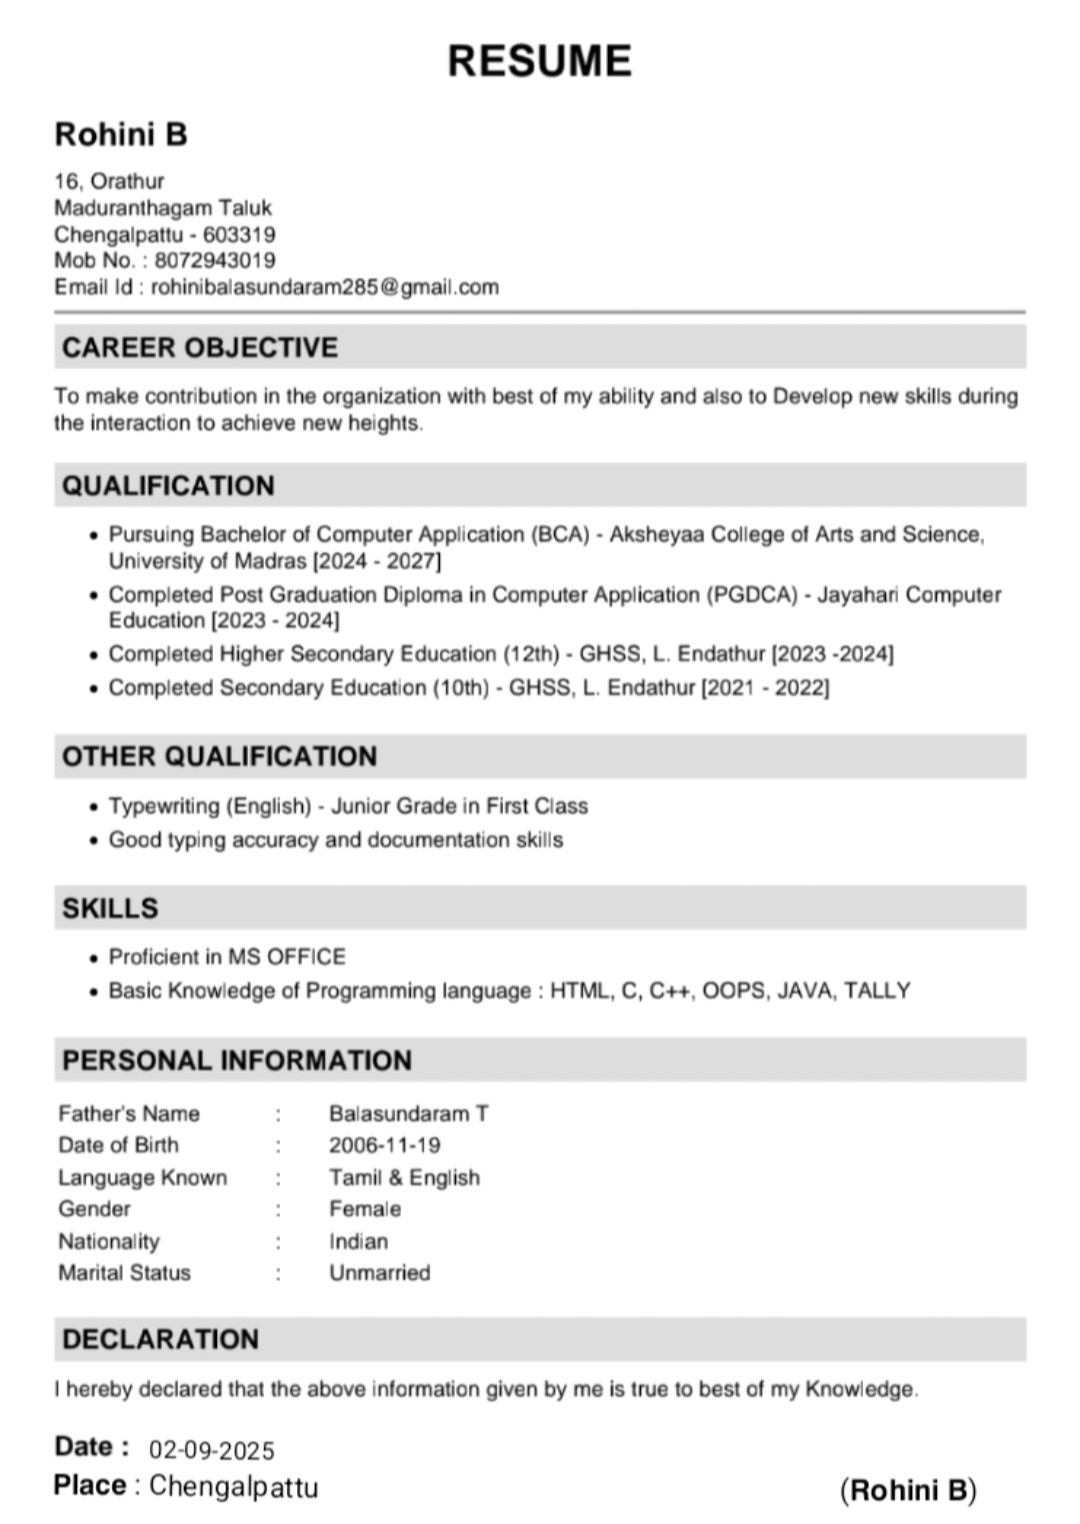 RESUME
Rohini B
16, Orathur
Maduranthagam Taluk
Chengalpattu - 603319
Mob No. : 8072943019
Email Id : rohinibalasundaram285@gmail.com
CAREER OBJECTIVE
To make contribution in the organization with best of my ability and also to Develop new skills during
the interaction to achieve new heights.
QUALIFICATION
• Pursuing Bachelor of Computer Application (BCA) - Aksheyaa College of Arts and Science,
University of Madras [2024 - 2027]
• Completed Post Graduation Diploma in Computer Application (PGDCA) - Jayahari Computer
Education [2023 - 2024]
• Completed Higher Secondary Education (12th) - GHSS, L. Endathur [2023 -2024]
• Completed Secondary Education (10th) - GHSS, L. Endathur [2021 - 2022]
OTHER QUALIFICATION
• Typewriting (English) - Junior Grade in First Class
• Good typing accuracy and documentation skills
SKILLS
• Proficient in MS OFFICE
• Basic Knowledge of Programming language : HTML, C, C++, OOPS, JAVA, TALLY
PERSONAL INFORMATION
Father's Name : Balasundaram T
Date of Birth : 2006-11-19
Language Known : Tamil & English
Gender : Female
Nationality : Indian
Marital Status : Unmarried
DECLARATION
I hereby declared that the above information given by me is true to best of my Knowledge.
Date : 02-09-2025
Place : Chengalpattu
(Rohini B)